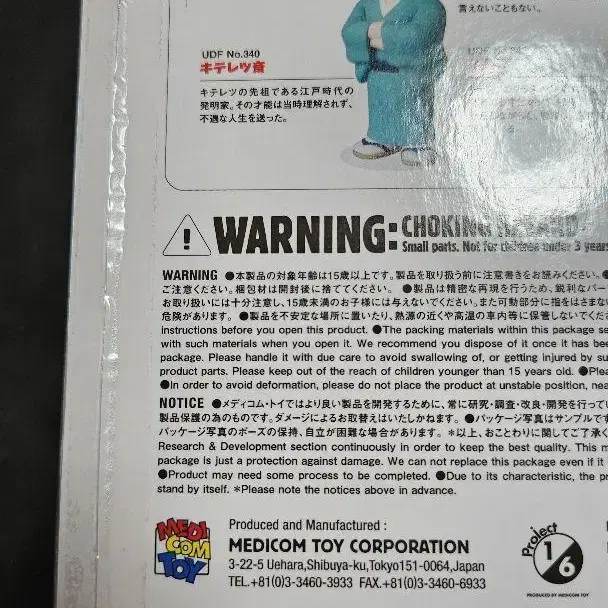 言えないこともない。
UDF No.340
キテレツ斎
キテレツの先祖である江戸時代の
発明家。その才能は当時理解されず、
不遇な人生を送った。
WARNING: CHOKING HAZARD
Small parts. Not for children under 3 years
WARNING ●本製品の対象年齢は15歳以上です。製品を取り扱う前に注意書きをお読みください。●
ご注意ください。梱包材は開封後に捨ててください。 ●製品は精密な再現を行うため、鋭利なパー
お取り扱いには十分注意し、15歳未満のお子様には与えないでください。また可動部分に指をはさまな
危険があります。 ●製品を不安定な場所に置いたり、熱源の近くや高温の車内等に保管しないでくださ
instructions before you open this product. ●The packing materials within this package se
with such materials when you open it. We recommend you dispose of it once it has bee
package. Please handle it with due care to avoid swallowing of, or getting injured by su
product parts. Please keep out of the reach of children younger than 15 years old. ●Plea
●In order to avoid deformation, please do not place the product at unstable position, nea
NOTICE ●メディコム・トイではより良い製品を開発するために、常に研究・調査・改良・開発を行ってい
製品保護の為のものです。ダメージによるお取替えはいたしかねます。 ●パッケージ写真はサンプルです
パッケージ写真のポーズの保持、自立が困難な場合があります。 *以上、おことわりに関してご了承く
Research & Development section continuously in order to keep the best quality. This m
package is just a protection against damage. We can not replace this package even if it
●Product may need some process to be completed. ●Due to its characteristic, the pr
stand by itself. *Please note the notices above in advance.
MEDI
COM
TOY
Produced and Manufactured :
MEDICOM TOY CORPORATION
3-22-5 Uehara,Shibuya-ku,Tokyo151-0064,Japan
TEL.+81(0)3-3460-3933 FAX.+81(0)3-3460-6933
Project
1/6
PRODUCED BY MEDICOM TOY